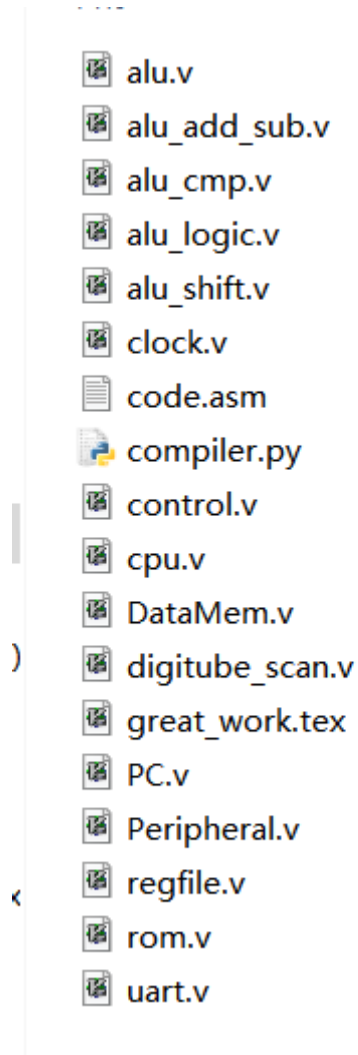 alu.v
alu_add_sub.v
alu_cmp.v
alu_logic.v
alu_shift.v
clock.v
code.asm
compiler.py
control.v
cpu.v
DataMem.v
)
digitube_scan.v
great_work.tex
PC.v
Peripheral.v
regfile.v
rom.v
uart.v